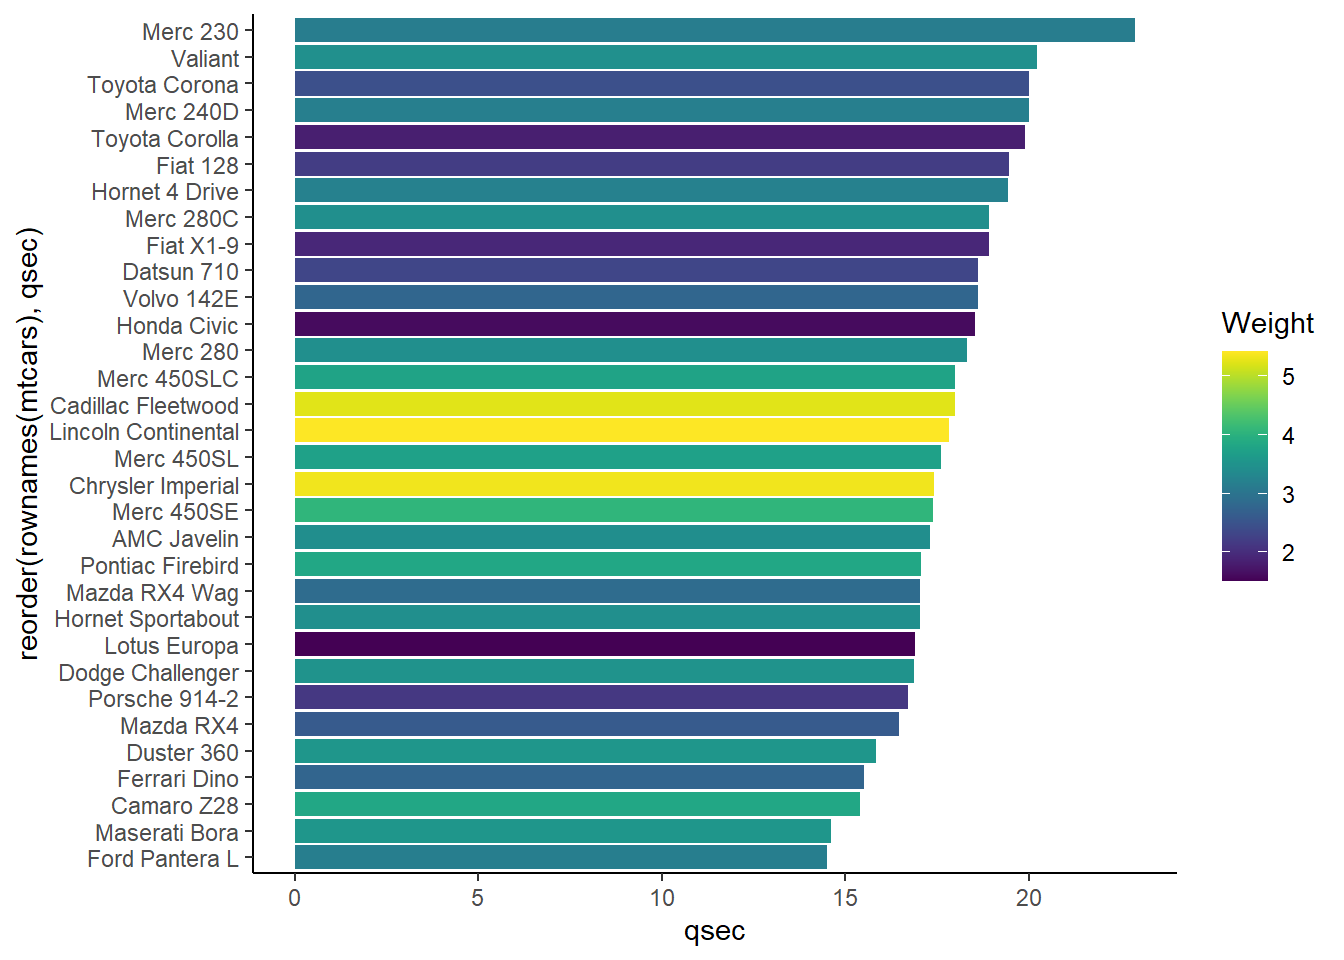 reorder(rownames(mtcars), qsec)
Merc 230
Valiant
Toyota Corona
Merc 240D
Toyota Corolla
Fiat 128
Hornet 4 Drive
Merc 280C
Fiat X1-9
Datsun 710
Volvo 142E
Honda Civic
Merc 280
Merc 450SLC
Cadillac Fleetwood
Lincoln Continental
Merc 450SL
Chrysler Imperial
Merc 450SE
AMC Javelin
Pontiac Firebird
Mazda RX4 Wag
Hornet Sportabout
Lotus Europa
Dodge Challenger
Porsche 914-2
Mazda RX4
Duster 360
Ferrari Dino
Camaro Z28
Maserati Bora
Ford Pantera L
0 5 10 15 20
qsec
Weight
5
4
3
2